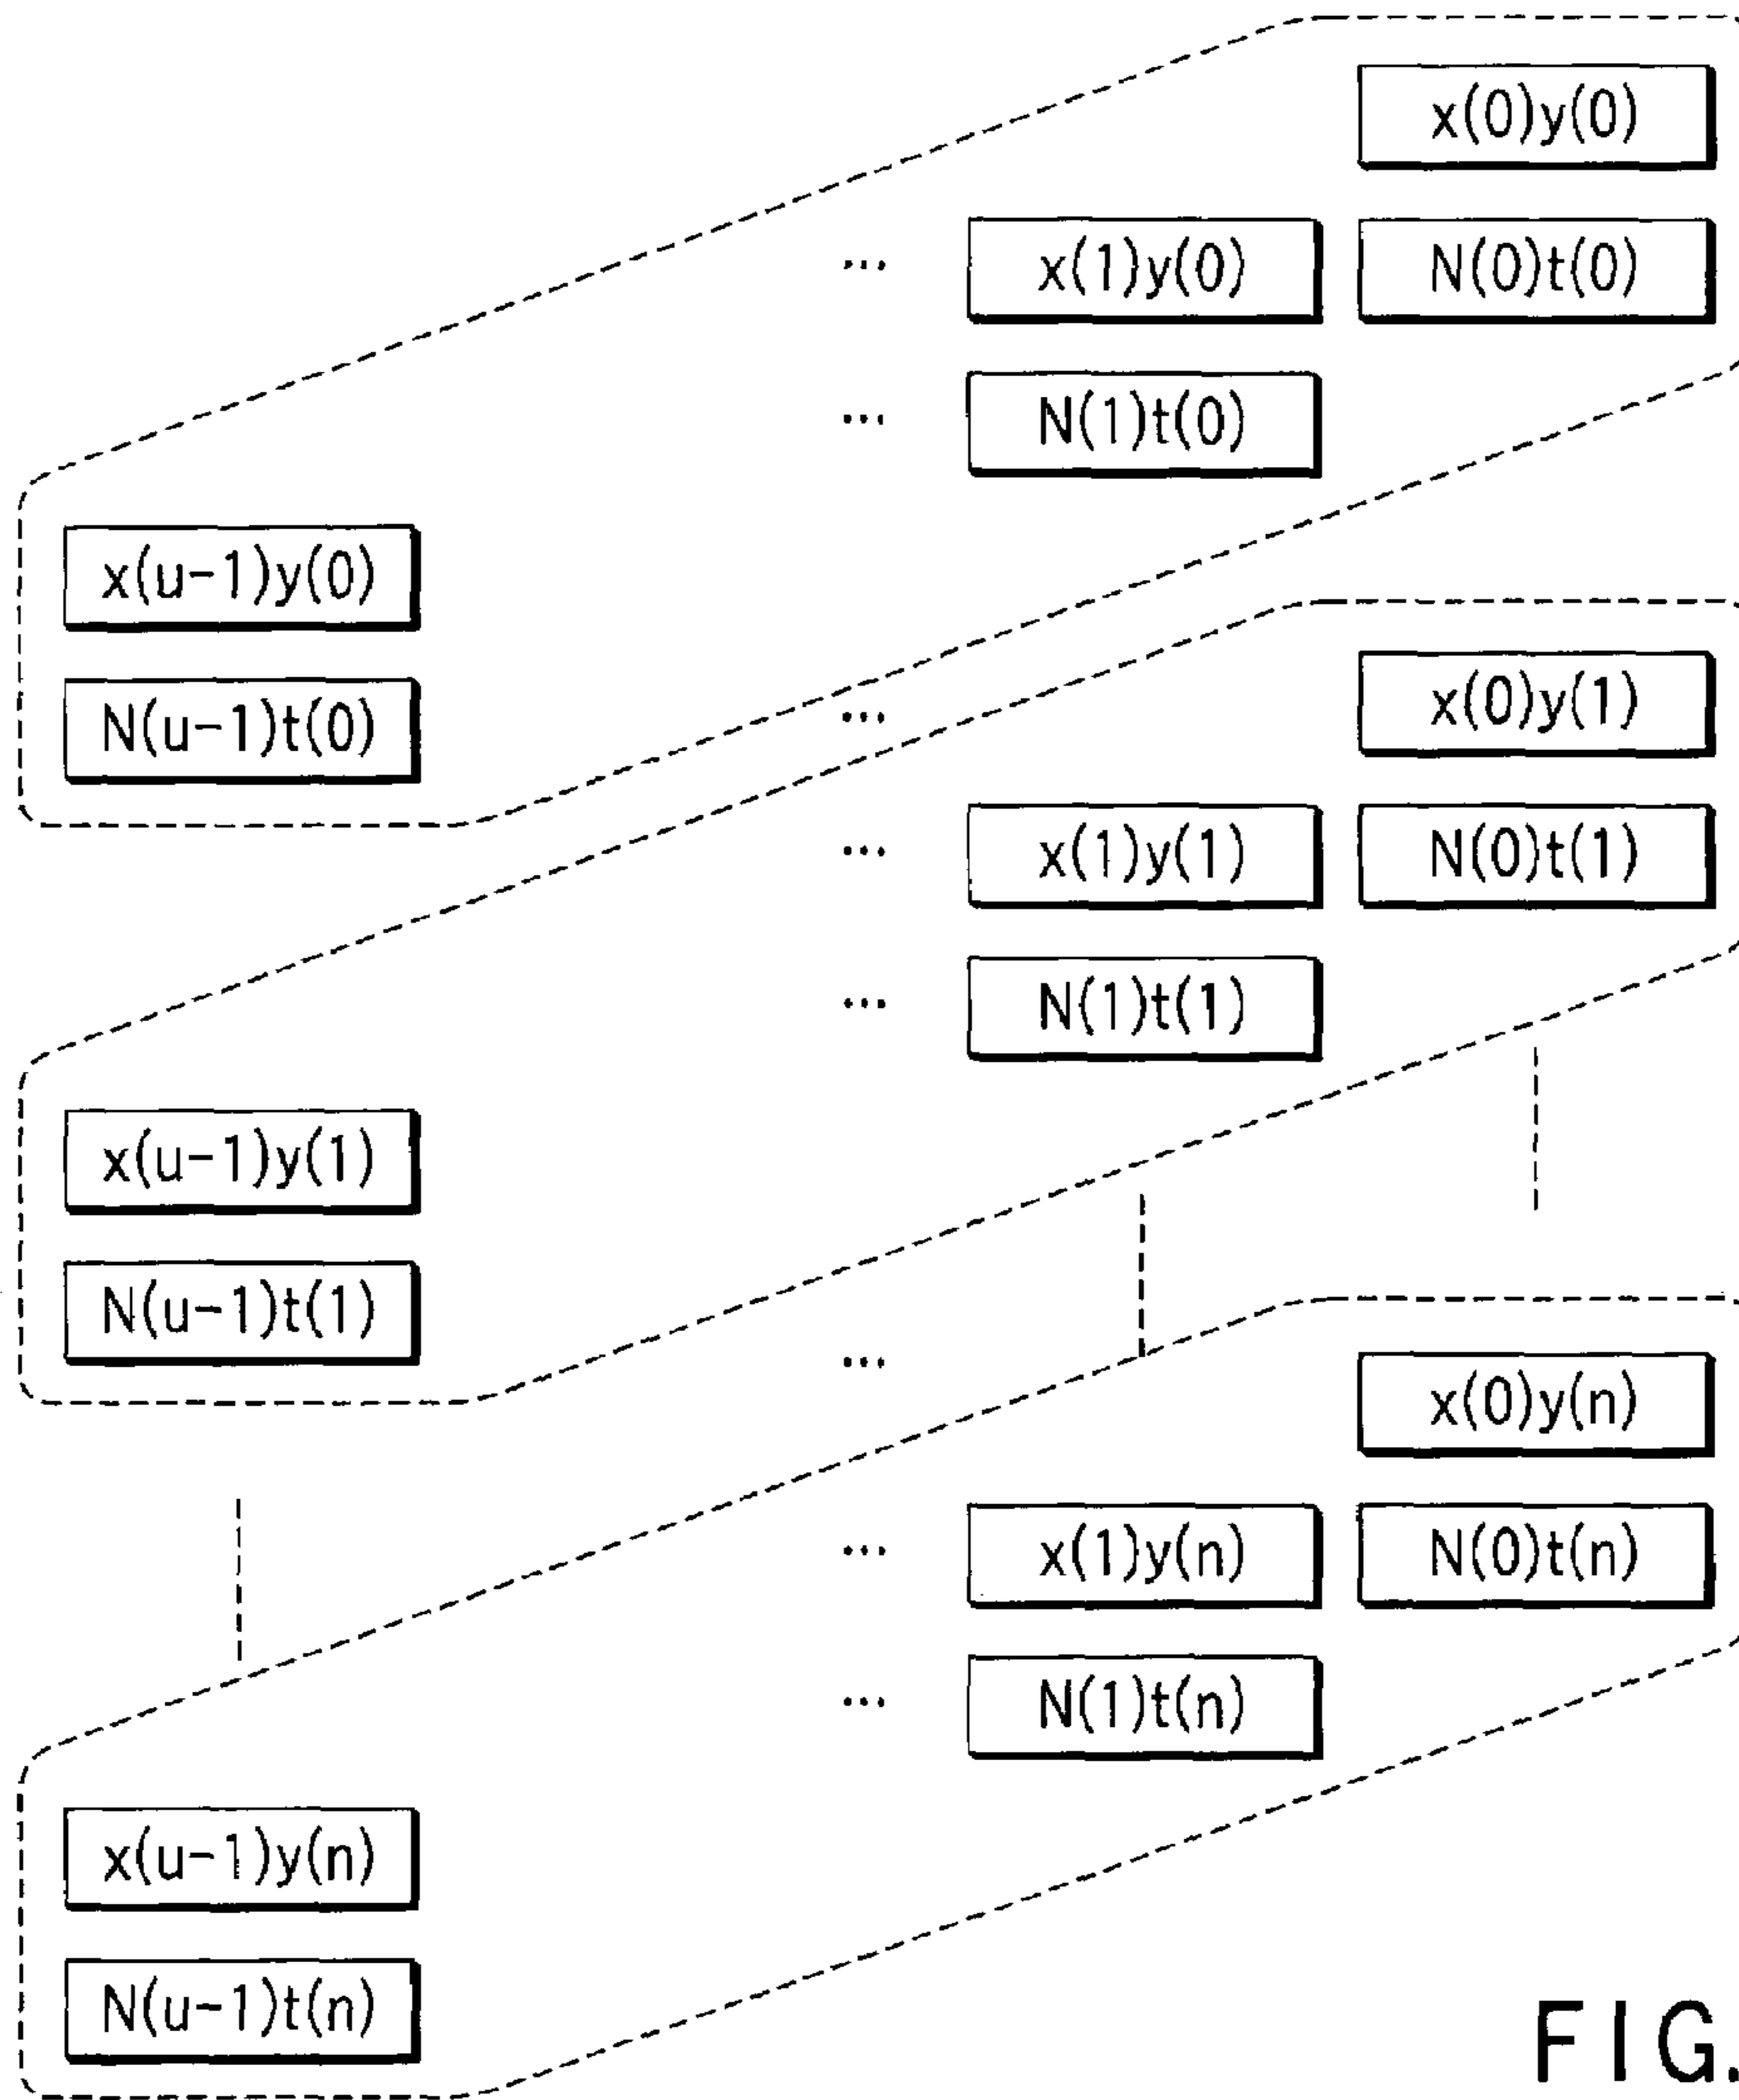 x(0)y(0)
... x(1)y(0) N(0)t(0)
... N(1)t(0)
x(u-1)y(0)
N(u-1)t(0) ... x(0)y(1)
... x(1)y(1) N(0)t(1)
... N(1)t(1)
x(u-1)y(1)
N(u-1)t(1)
... x(0)y(n)
... x(1)y(n) N(0)t(n)
... N(1)t(n)
x(u-1)y(n)
N(u-1)t(n)
FIG.